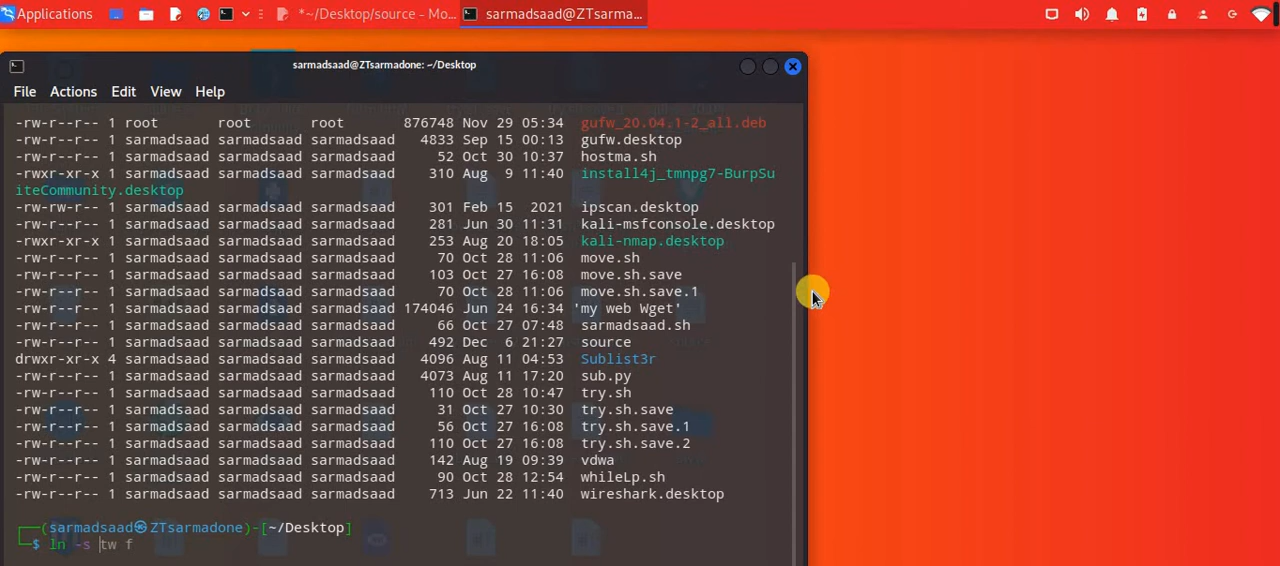 Applications
*~/Desktop/source - Mo...
sarmadsaad@ZTsarma...
sarmadsaad@ZTsarmadone: ~/Desktop
File Actions Edit View Help
-rw-r--r-- 1 root root root 876748 Nov 29 05:34 gufw_20.04.1-2_all.deb
-rw-r--r-- 1 sarmadsaad sarmadsaad sarmadsaad 4833 Sep 15 00:13 gufw.desktop
-rw-r--r-- 1 sarmadsaad sarmadsaad sarmadsaad 52 Oct 30 10:37 hostma.sh
-rwxr-xr-x 1 sarmadsaad sarmadsaad sarmadsaad 310 Aug 9 11:40 install4j_tmnpg7-BurpSu
iteCommunity.desktop
-rw-rw-r-- 1 sarmadsaad sarmadsaad sarmadsaad 301 Feb 15 2021 ipscan.desktop
-rw-r--r-- 1 sarmadsaad sarmadsaad sarmadsaad 281 Jun 30 11:31 kali-msfconsole.desktop
-rwxr-xr-x 1 sarmadsaad sarmadsaad sarmadsaad 253 Aug 20 18:05 kali-nmap.desktop
-rw-r--r-- 1 sarmadsaad sarmadsaad sarmadsaad 70 Oct 28 11:06 move.sh
-rw-r--r-- 1 sarmadsaad sarmadsaad sarmadsaad 103 Oct 27 16:08 move.sh.save
-rw-r--r-- 1 sarmadsaad sarmadsaad sarmadsaad 70 Oct 28 11:06 move.sh.save.1
-rw-r--r-- 1 sarmadsaad sarmadsaad sarmadsaad 174046 Jun 24 16:34 'my web Wget'
-rw-r--r-- 1 sarmadsaad sarmadsaad sarmadsaad 66 Oct 27 07:48 sarmadsaad.sh
-rw-r--r-- 1 sarmadsaad sarmadsaad sarmadsaad 492 Dec 6 21:27 source
drwxr-xr-x 4 sarmadsaad sarmadsaad sarmadsaad 4096 Aug 11 04:53 Sublist3r
-rw-r--r-- 1 sarmadsaad sarmadsaad sarmadsaad 4073 Aug 11 17:20 sub.py
-rw-r--r-- 1 sarmadsaad sarmadsaad sarmadsaad 110 Oct 28 10:47 try.sh
-rw-r--r-- 1 sarmadsaad sarmadsaad sarmadsaad 31 Oct 27 10:30 try.sh.save
-rw-r--r-- 1 sarmadsaad sarmadsaad sarmadsaad 56 Oct 27 16:08 try.sh.save.1
-rw-r--r-- 1 sarmadsaad sarmadsaad sarmadsaad 110 Oct 27 16:08 try.sh.save.2
-rw-r--r-- 1 sarmadsaad sarmadsaad sarmadsaad 142 Aug 19 09:39 vdwa
-rw-r--r-- 1 sarmadsaad sarmadsaad sarmadsaad 90 Oct 28 12:54 whileLp.sh
-rw-r--r-- 1 sarmadsaad sarmadsaad sarmadsaad 713 Jun 22 11:40 wireshark.desktop
┌──(sarmadsaad㉿ZTsarmadone)-[~/Desktop]
└─$ ln -s tw f